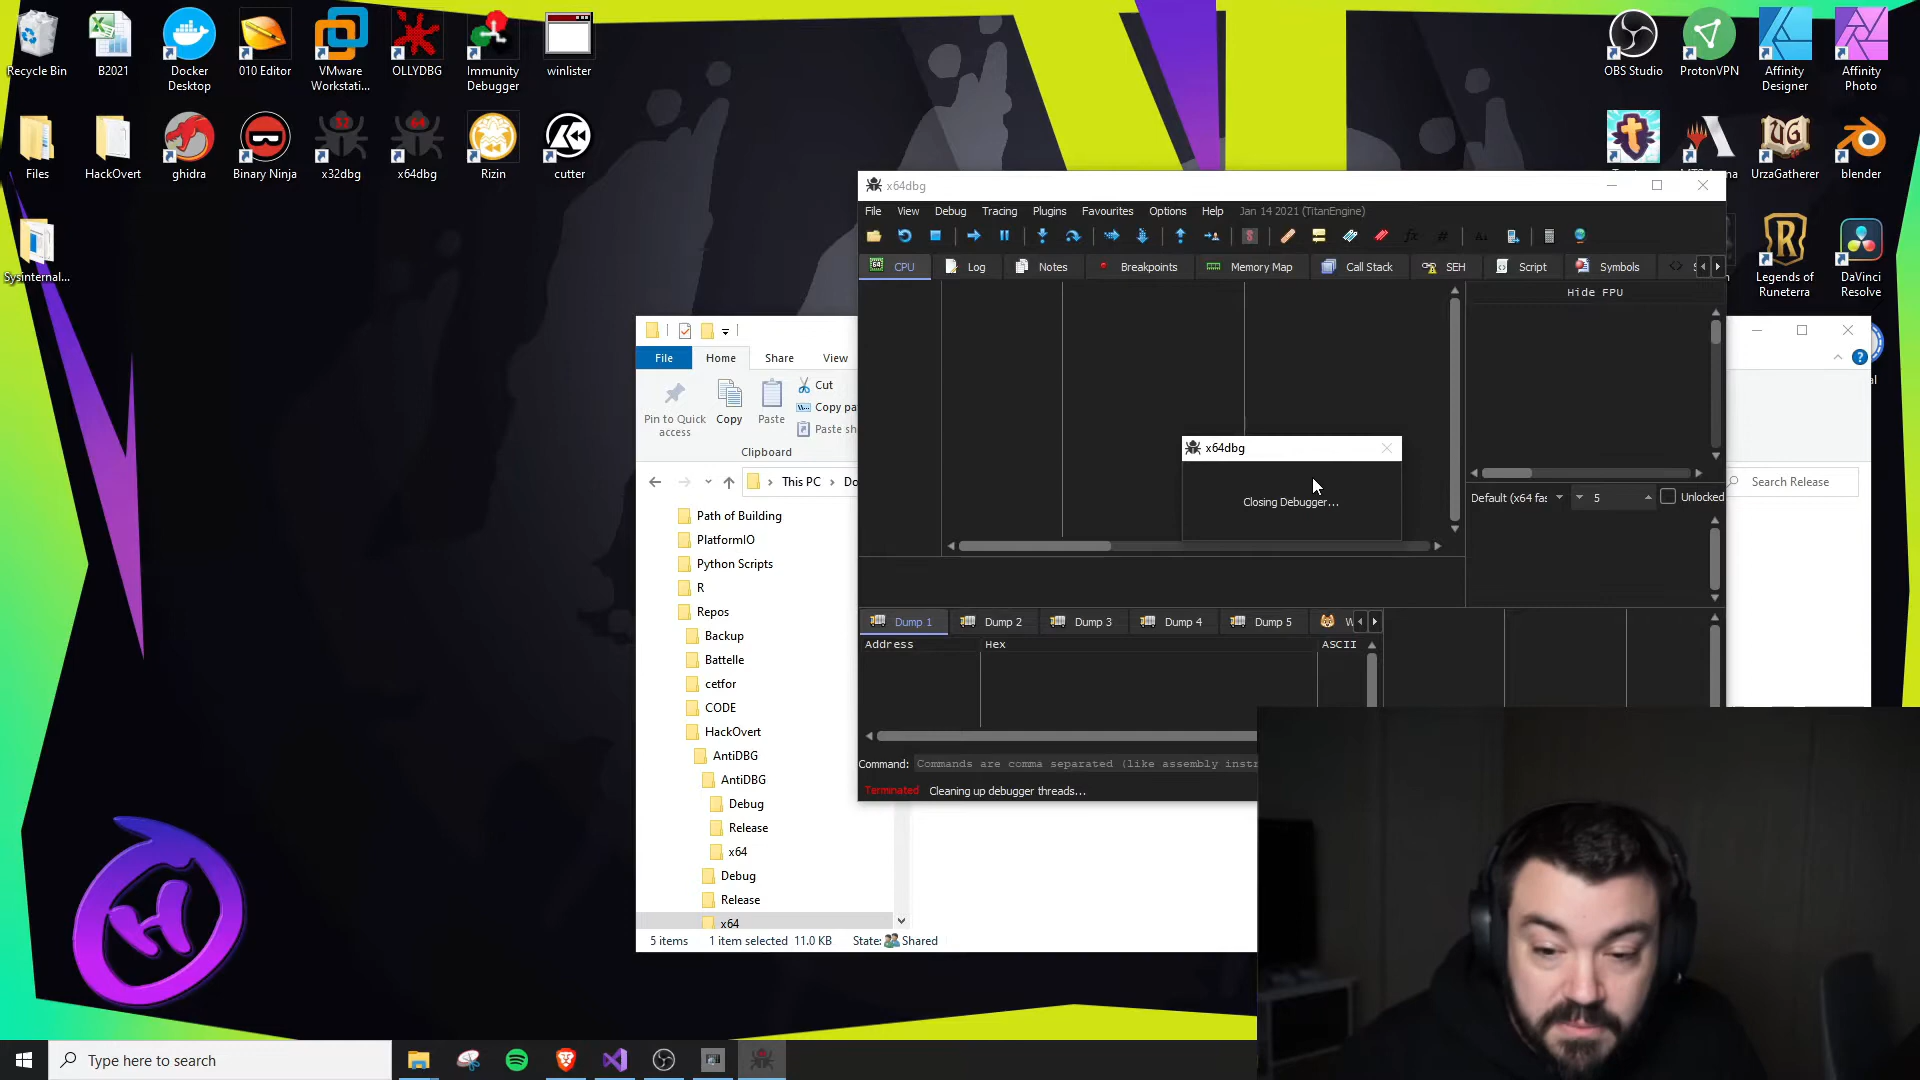 Recycle Bin
B2021
Docker
Desktop
010 Editor
VMware
Workstati...
OLLYDBG
Immunity
Debugger
winlister
Files
HackOvert
ghidra
Binary Ninja
32
x32dbg
64
x64dbg
Rizin
cutter
Sysinternal...
OBS Studio
ProtonVPN
Affinity
Designer
Affinity
Photo
UG
UrzaGatherer
blender
Legends of
Runeterra
DaVinci
Resolve
x64dbg
File View Debug Tracing Plugins Favourites Options Help Jan 14 2021 (TitanEngine)
CPU Log Notes Breakpoints Memory Map Call Stack SEH Script Symbols
Hide FPU
x64dbg
Closing Debugger...
Default (x64 fas 5 Unlocked
Dump 1 Dump 2 Dump 3 Dump 4 Dump 5 W
Address Hex ASCII
Command: Commands are comma separated (like assembly instr
Terminated Cleaning up debugger threads...
File Home Share View
Pin to Quick
access
Copy
Paste
Cut
Copy pa
Paste sh
Clipboard
This PC Do
Search Release
Path of Building
PlatformIO
Python Scripts
R
Repos
Backup
Battelle
cetfor
CODE
HackOvert
AntiDBG
AntiDBG
Debug
Release
x64
Debug
Release
x64
5 items 1 item selected 11.0 KB State: Shared
Type here to search